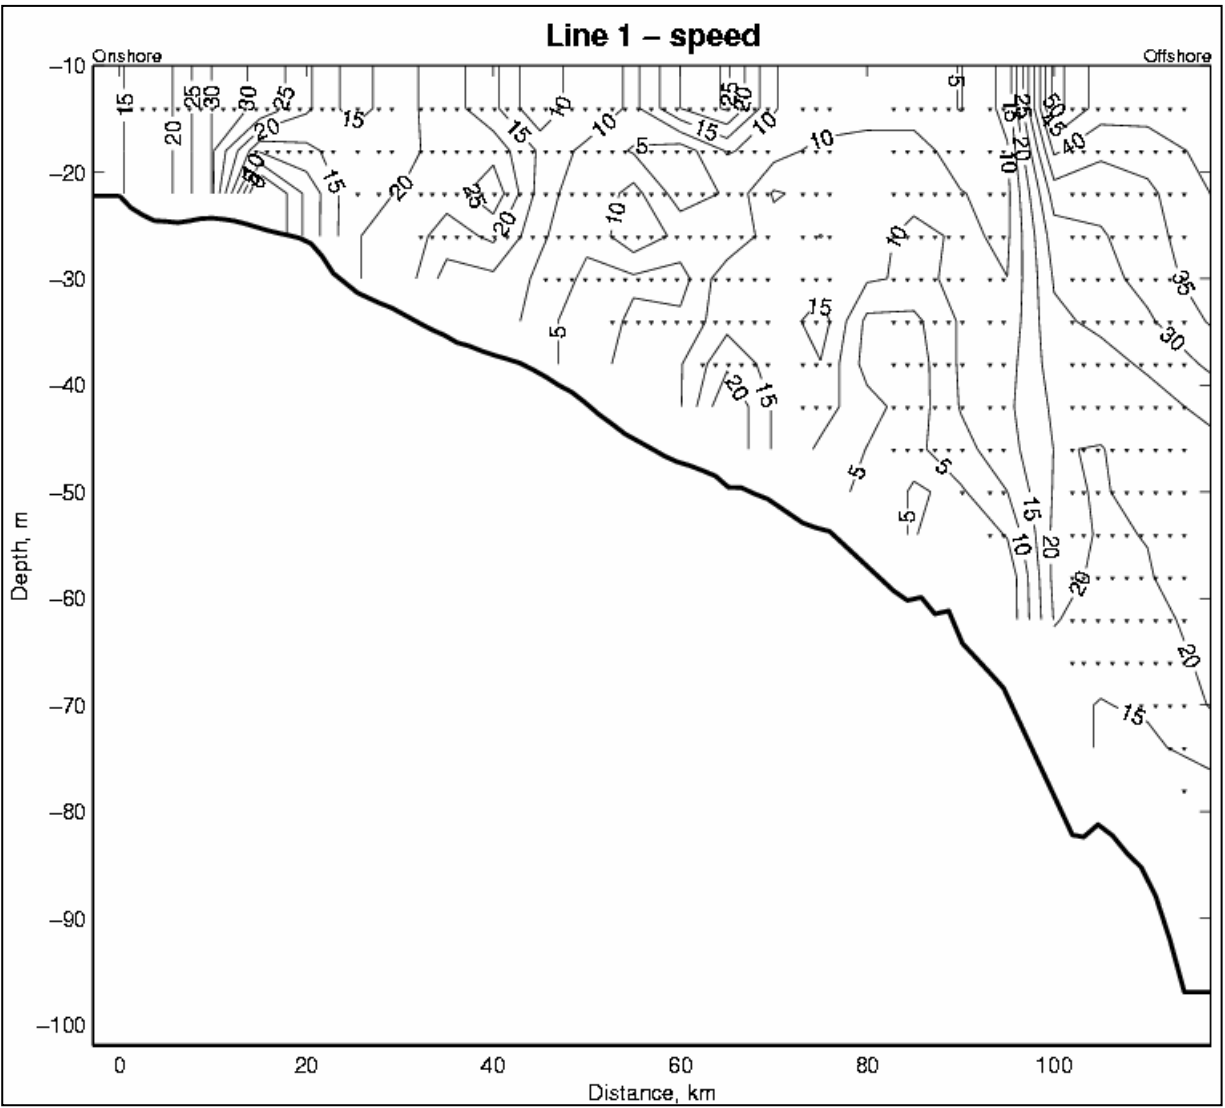 Line 1 – speed
Onshore Offshore
–10
–20
–30
–40
–50
–60
–70
–80
–90
–100
Depth, m
15 20 25 30 30 25 20 15 15
20 25 20 15 10 10
5 10 5
25 20 15 10
10 10 15 5
20 15
5 5 5
5 15 25 20 10
50 45 40 35 30
15 10 20 20 20 15
0 20 40 60 80 100
Distance, km